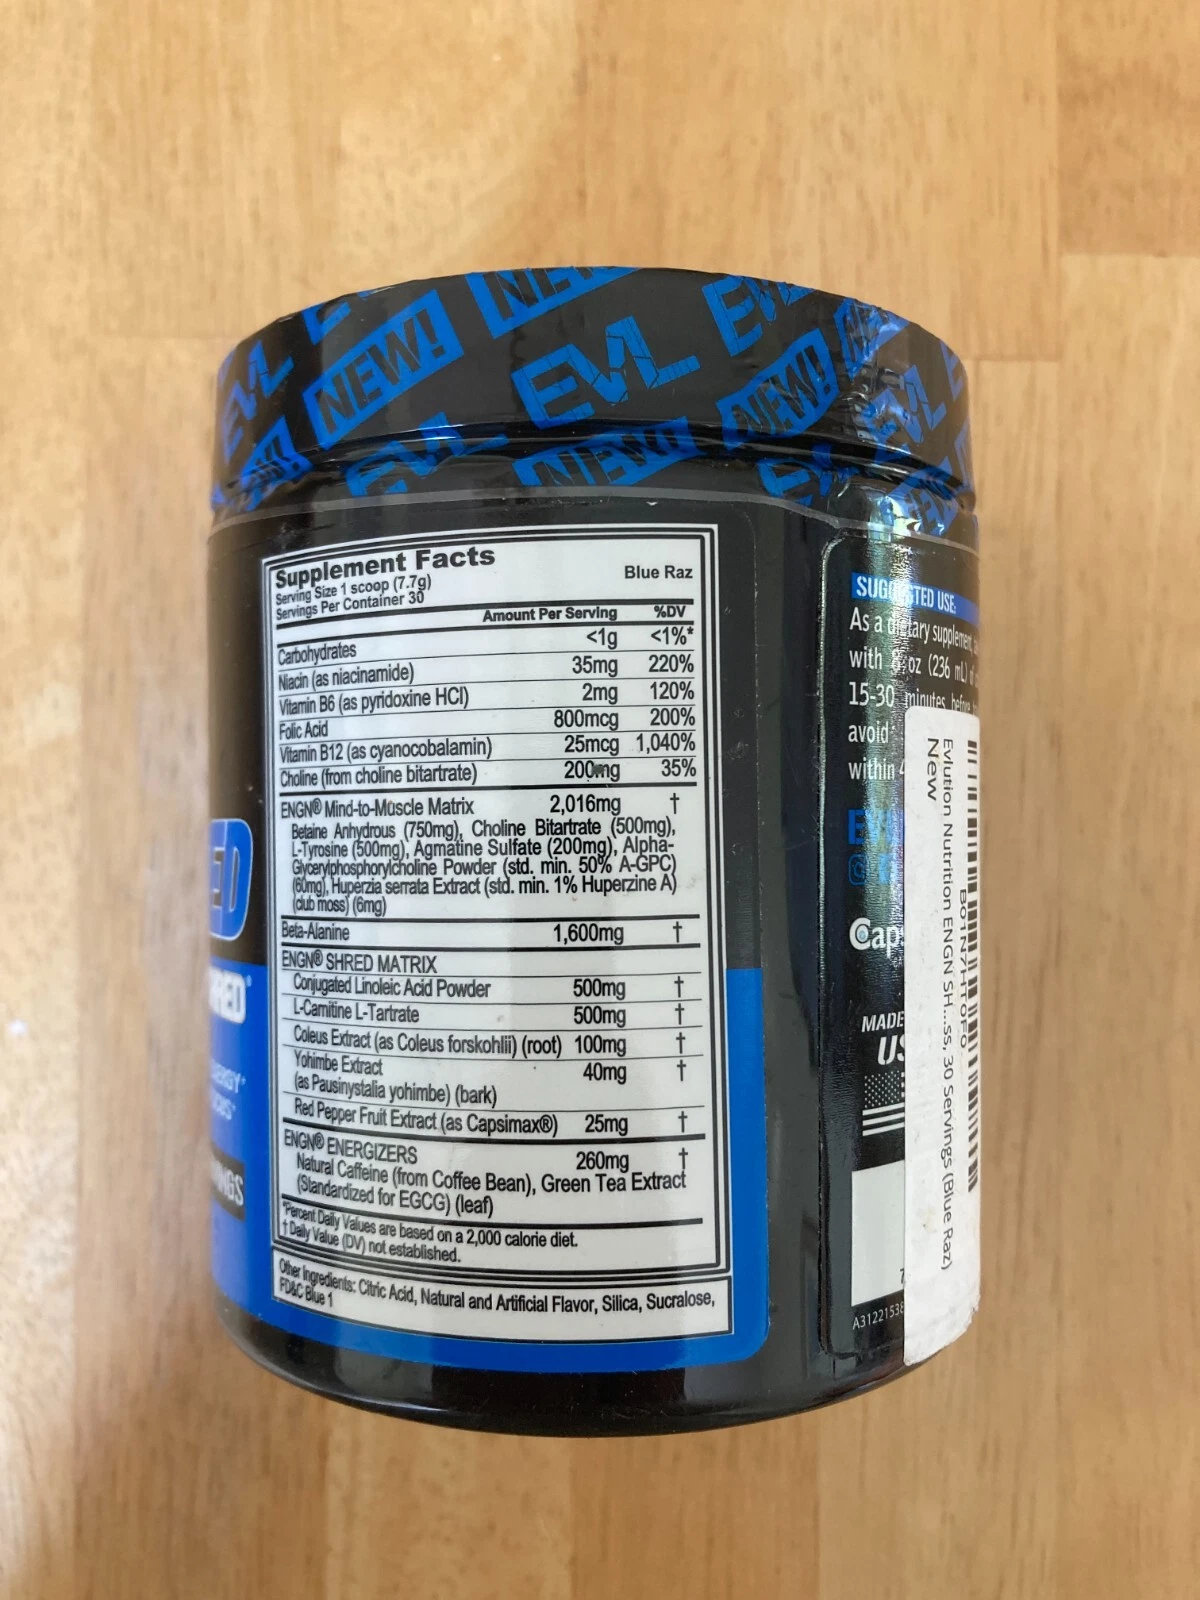 EVL
NEW!
EVL
NEW!
EVL
NEW!
EVL
NEW!
Supplement Facts
Serving Size 1 scoop (7.7g)
Servings Per Container 30
Blue Raz
Amount Per Serving %DV
Carbohydrates <1g <1%*
Niacin (as niacinamide) 35mg 220%
Vitamin B6 (as pyridoxine HCl) 2mg 120%
Folic Acid 800mcg 200%
Vitamin B12 (as cyanocobalamin) 25mcg 1,040%
Choline (from choline bitartrate) 200mg 35%
ENGN® Mind-to-Muscle Matrix 2,016mg †
Betaine Anhydrous (750mg), Choline Bitartrate (500mg),
L-Tyrosine (500mg), Agmatine Sulfate (200mg), Alpha-
Glycerylphosphorylcholine Powder (std. min. 50% A-GPC)
(60mg), Huperzia serrata Extract (std. min. 1% Huperzine A)
(club moss) (6mg)
Beta-Alanine 1,600mg †
ENGN® SHRED MATRIX
Conjugated Linoleic Acid Powder 500mg †
L-Carnitine L-Tartrate 500mg †
Coleus Extract (as Coleus forskohlii) (root) 100mg †
Yohimbe Extract 40mg †
(as Pausinystalia yohimbe) (bark)
Red Pepper Fruit Extract (as Capsimax®) 25mg †
ENGN® ENERGIZERS 260mg †
Natural Caffeine (from Coffee Bean), Green Tea Extract
(Standardized for EGCG) (leaf)
*Percent Daily Values are based on a 2,000 calorie diet.
† Daily Value (DV) not established.
Other Ingredients: Citric Acid, Natural and Artificial Flavor, Silica, Sucralose,
FD&C Blue 1
USE:
As a dietary supplement,
with 8 oz (236 mL)
15-30 minutes before
avoid
within
MADE
A3122153
B01N7HT0F0
Evlution Nutrition ENGN SH...ss, 30 Servings (Blue Raz)
New